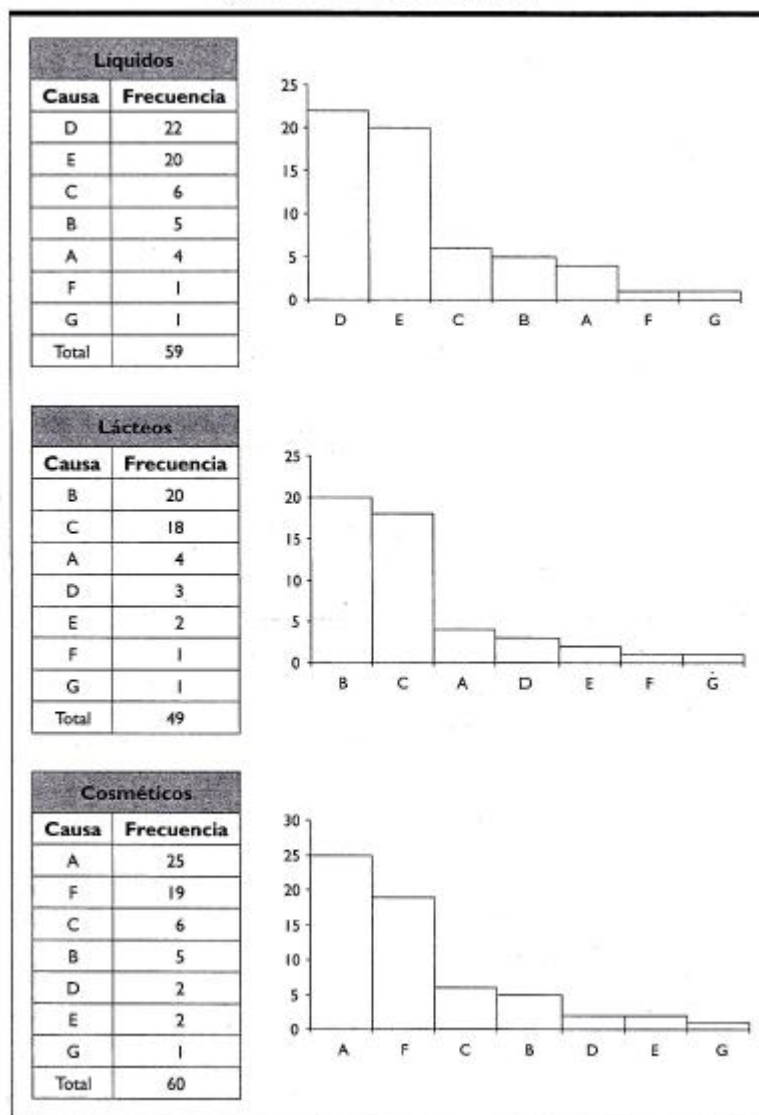 Líquidos
Causa Frecuencia
D 22
E 20
C 6
B 5
A 4
F 1
G 1
Total 59
25
20
15
10
5
0
D E C B A F G
Lácteos
Causa Frecuencia
B 20
C 18
A 4
D 3
E 2
F 1
G 1
Total 49
25
20
15
10
5
0
B C A D E F G
Cosméticos
Causa Frecuencia
A 25
F 19
C 6
B 5
D 2
E 2
G 1
Total 60
30
25
20
15
10
5
0
A F C B D E G